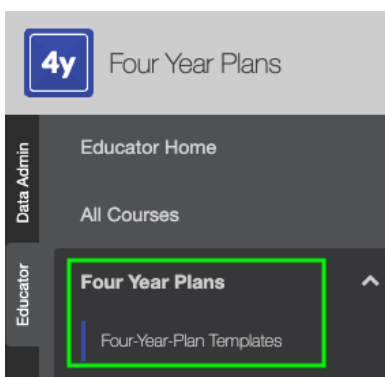 4y Four Year Plans
Data Admin
Educator Home
All Courses
Educator
Four Year Plans
Four-Year-Plan Templates